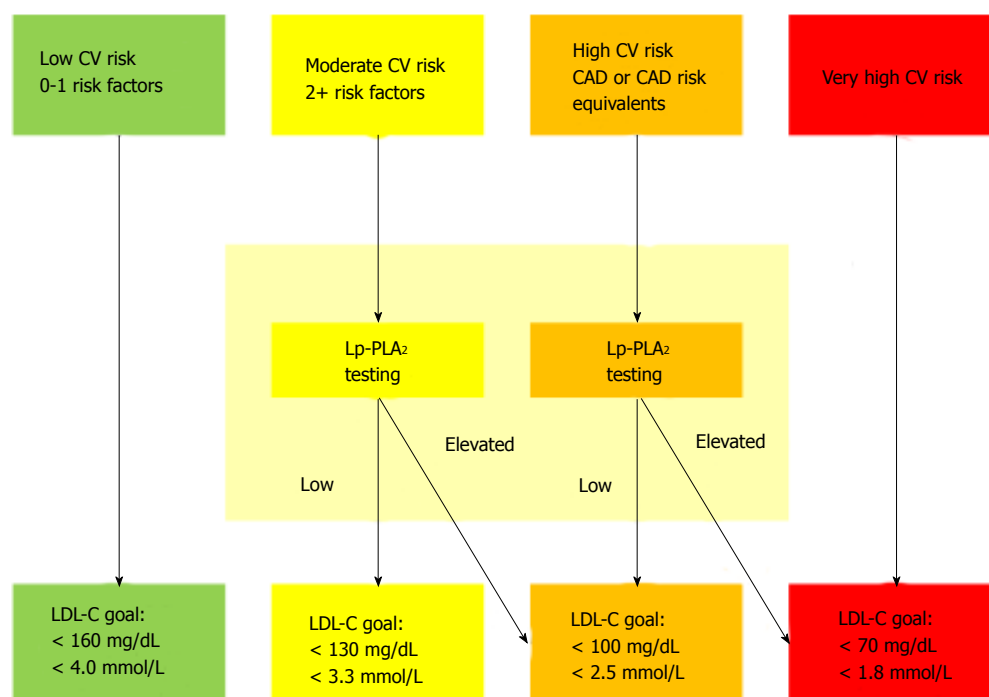 Low CV risk
0-1 risk factors
Moderate CV risk
2+ risk factors
High CV risk
CAD or CAD risk
equivalents
Very high CV risk
Lp-PLA₂
testing
Lp-PLA₂
testing
Elevated
Elevated
Low
Low
LDL-C goal:
< 160 mg/dL
< 4.0 mmol/L
LDL-C goal:
< 130 mg/dL
< 3.3 mmol/L
LDL-C goal:
< 100 mg/dL
< 2.5 mmol/L
LDL-C goal:
< 70 mg/dL
< 1.8 mmol/L